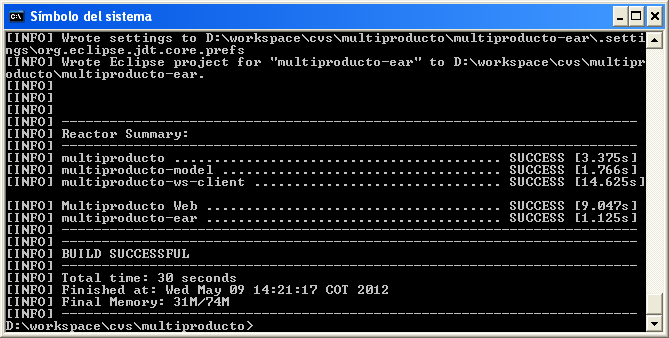 Símbolo del sistema
[INFO] Wrote settings to D:\workspace\cvs\multiproducto\multiproducto-ear\.setti
ngs\org.eclipse.jdt.core.prefs
[INFO] Wrote Eclipse project for "multiproducto-ear" to D:\workspace\cvs\multipr
oducto\multiproducto-ear.
[INFO]
[INFO]
[INFO]
[INFO] ------------------------------------------------------------------------
[INFO] Reactor Summary:
[INFO] ------------------------------------------------------------------------
[INFO] multiproducto ......................................... SUCCESS [3.375s]
[INFO] multiproducto-model ................................... SUCCESS [1.766s]
[INFO] multiproducto-ws-client ............................... SUCCESS [14.625s]
[INFO] Multiproducto Web ..................................... SUCCESS [9.047s]
[INFO] multiproducto-ear ..................................... SUCCESS [1.125s]
[INFO] ------------------------------------------------------------------------
[INFO] ------------------------------------------------------------------------
[INFO] BUILD SUCCESSFUL
[INFO] ------------------------------------------------------------------------
[INFO] Total time: 30 seconds
[INFO] Finished at: Wed May 09 14:21:17 COT 2012
[INFO] Final Memory: 31M/74M
[INFO] ------------------------------------------------------------------------
D:\workspace\cvs\multiproducto>